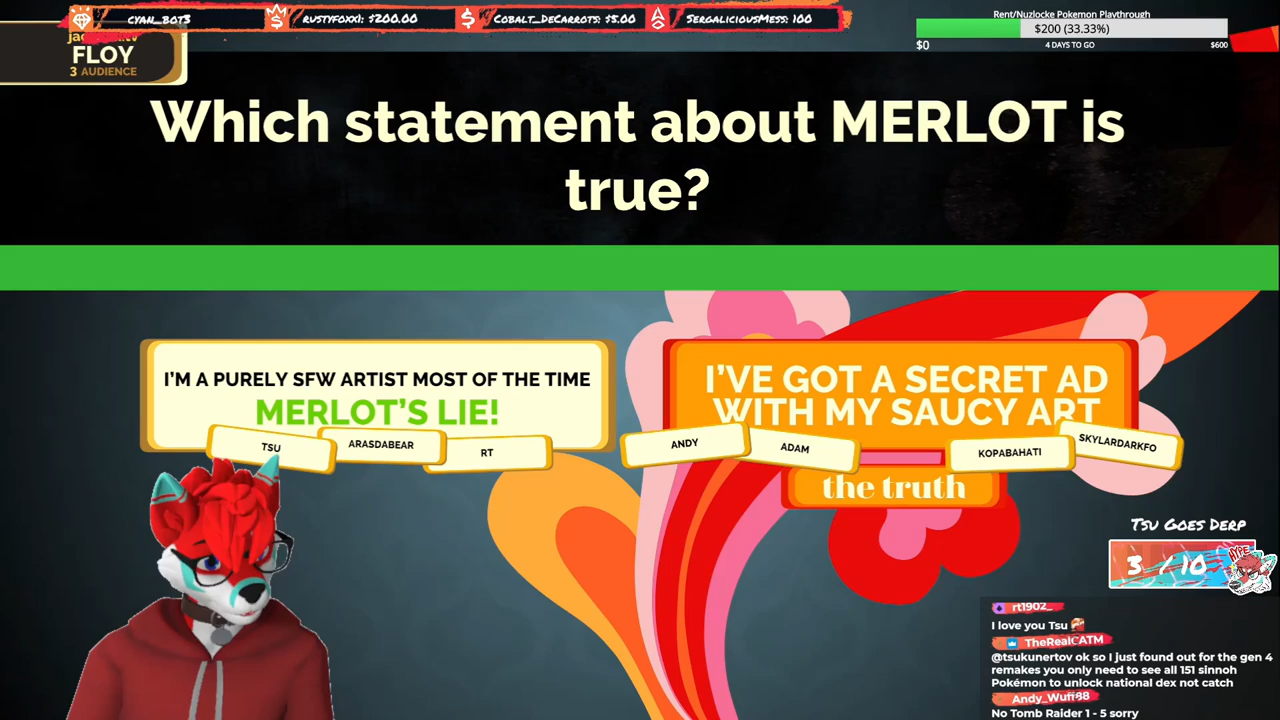 CYAN_BOT3
RUSTYFOXXI: $200.00
COBALT_DECARROTS: $5.00
SERGALICIOUSMESS: 100
Rent/Nuzlocke Pokemon Playthrough
$200 (33.33%)
$0
4 DAYS TO GO
$600
FLOY
3 AUDIENCE
Which statement about MERLOT is
true?
I'M A PURELY SFW ARTIST MOST OF THE TIME
MERLOT'S LIE!
TSU
ARASDABEAR
RT
I'VE GOT A SECRET AD
WITH MY SAUCY ART
ANDY
ADAM
KOPABAHATI
SKYLARDARKFO
the truth
TSU GOES DERP
3 / 10
HYPE
rt1902_
I love you Tsu
TheRealCATM
@tsukunertov ok so I just found out for the gen 4
remakes you only need to see all 151 sinnoh
Pokémon to unlock national dex not catch
Andy_Wuff88
No Tomb Raider 1 - 5 sorry